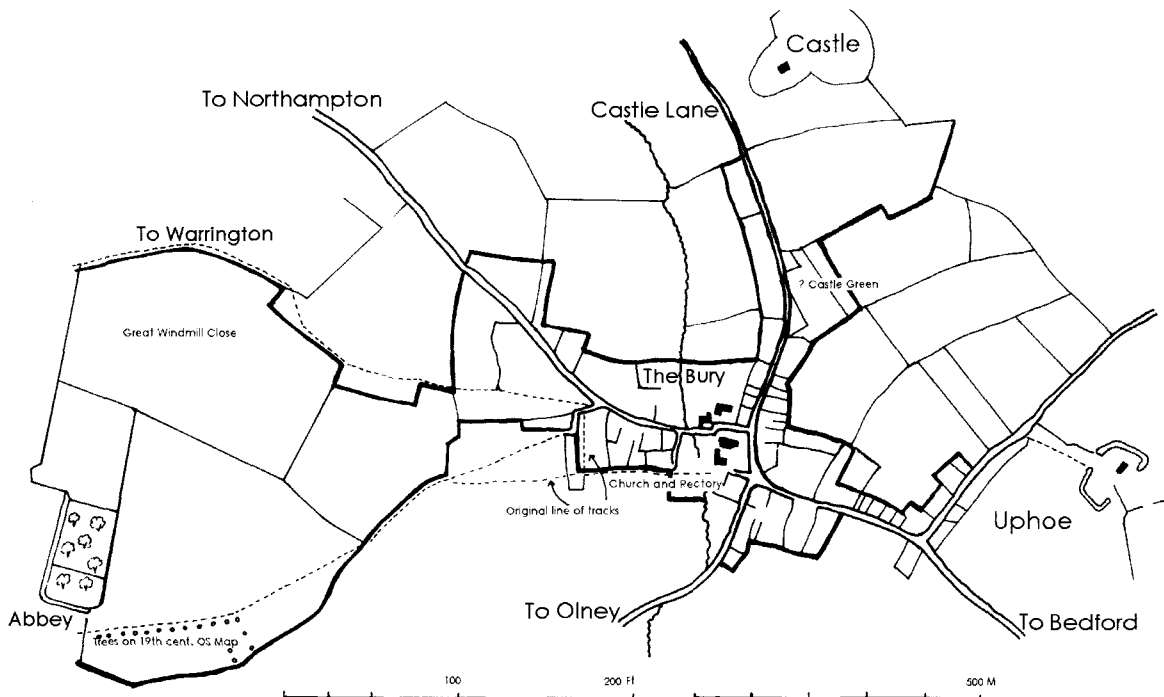 Castle
To Northampton
Castle Lane
To Warrington
? Castle Green
Great Windmill Close
The Bury
Church and Rectory
Original line of tracks
Uphoe
Abbey
To Olney
To Bedford
Trees on 19th cent. OS Map
100
200 Ft
500 M